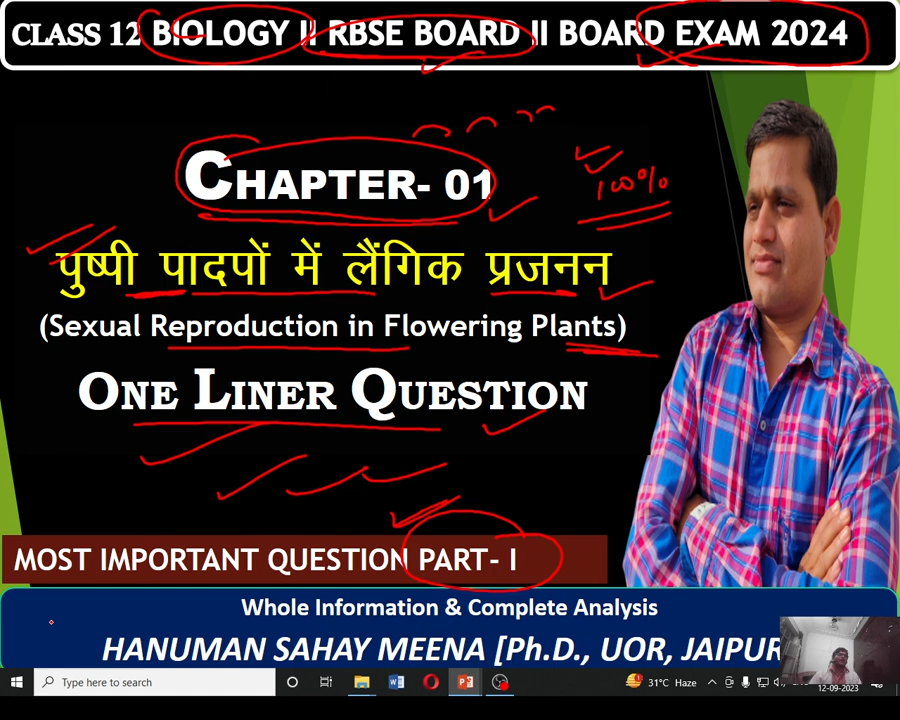 CLASS 12 BIOLOGY II RBSE BOARD II BOARD EXAM 2024
CHAPTER- 01
100%
पुष्पी पादपों में लैंगिक प्रजनन
(Sexual Reproduction in Flowering Plants)
ONE LINER QUESTION
MOST IMPORTANT QUESTION PART- I
Whole Information & Complete Analysis
HANUMAN SAHAY MEENA [Ph.D., UOR, JAIPUR
Type here to search
31°C Haze
12-09-2023